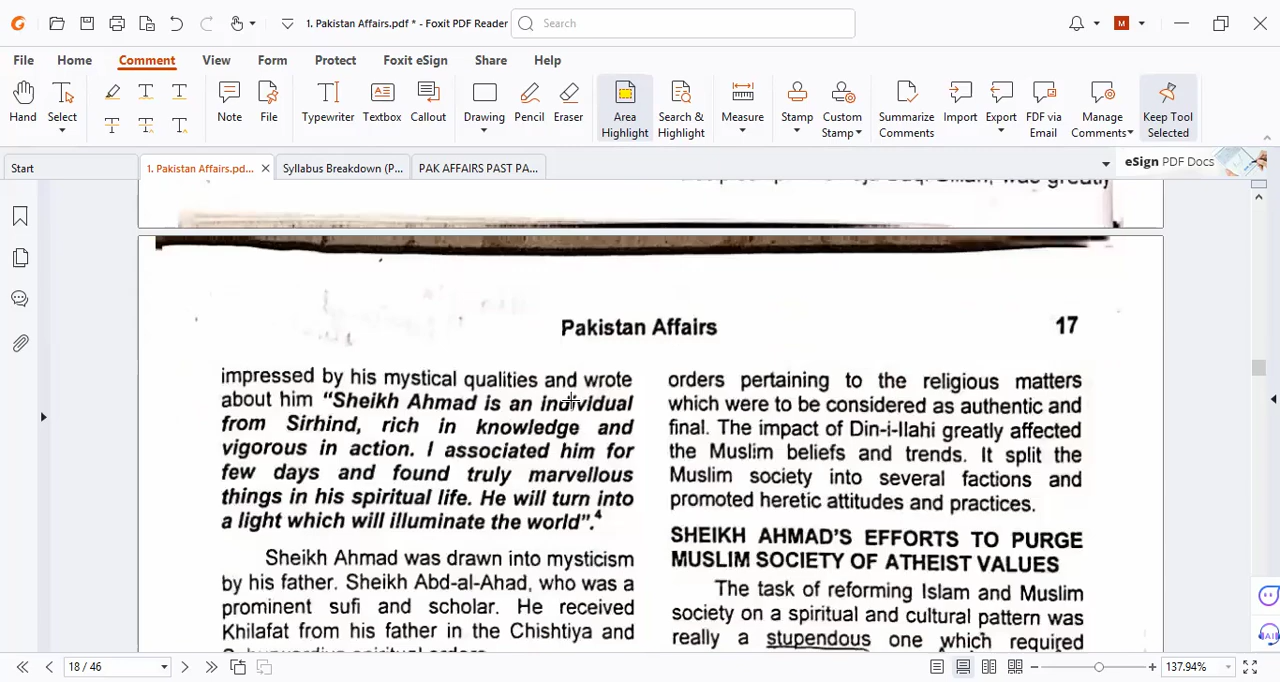 1. Pakistan Affairs.pdf * - Foxit PDF Reader
Search
M
File Home Comment View Form Protect Foxit eSign Share Help
Hand
Select
Note
File
Typewriter
Textbox
Callout
Drawing
Pencil
Eraser
Area
Highlight
Search &
Highlight
Measure
Stamp
Custom
Stamp
Summarize
Comments
Import
Export
FDF via
Email
Manage
Comments
Keep Tool
Selected
Start
1. Pakistan Affairs.pd...
Syllabus Breakdown (P...
PAK AFFAIRS PAST PA...
eSign PDF Docs
was greatly
Pakistan Affairs
17
impressed by his mystical qualities and wrote
about him "Sheikh Ahmad is an individual
from Sirhind, rich in knowledge and
vigorous in action. I associated him for
few days and found truly marvellous
things in his spiritual life. He will turn into
a light which will illuminate the world".4
Sheikh Ahmad was drawn into mysticism
by his father. Sheikh Abd-al-Ahad, who was a
prominent sufi and scholar. He received
Khilafat from his father in the Chishtiya and
orders pertaining to the religious matters
which were to be considered as authentic and
final. The impact of Din-i-Ilahi greatly affected
the Muslim beliefs and trends. It split the
Muslim society into several factions and
promoted heretic attitudes and practices.
SHEIKH AHMAD'S EFFORTS TO PURGE
MUSLIM SOCIETY OF ATHEIST VALUES
The task of reforming Islam and Muslim
society on a spiritual and cultural pattern was
really a stupendous one which required
18 / 46
137.94%